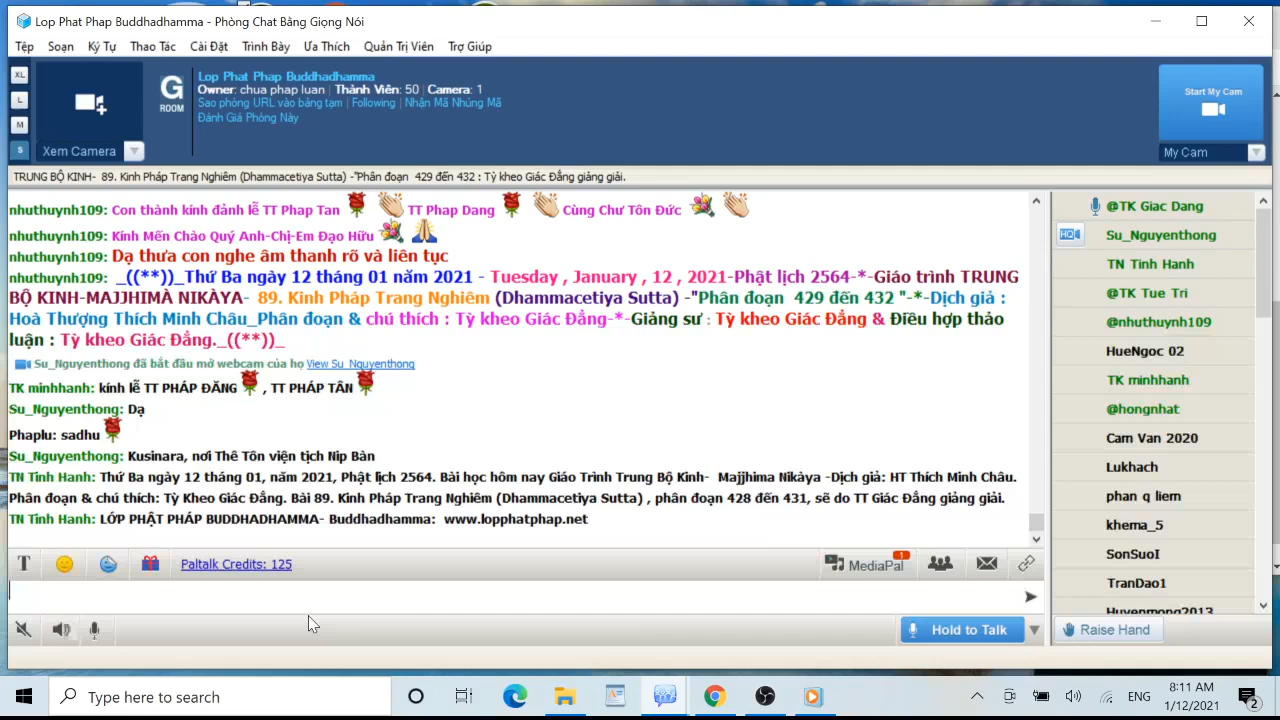 Lop Phat Phap Buddhadhamma - Phòng Chat Bằng Giọng Nói
Tệp Soạn Ký Tự Thao Tác Cài Đặt Trình Bày Ưa Thích Quản Trị Viên Trợ Giúp
XL
L
M
S
Xem Camera
G
ROOM
Lop Phat Phap Buddhadhamma
Owner: chua phap luan | Thành Viên: 50 | Camera: 1
Sao phỏng URL vào bảng tạm | Following | Nhận Mã Nhúng Mã
Đánh Giá Phòng Này
Start My Cam
My Cam
TRUNG BỘ KINH- 89. Kinh Pháp Trang Nghiêm (Dhammacetiya Sutta) -"Phân đoạn 429 đến 432 : Tỳ kheo Giác Đẳng giảng giải.
nhuthuynh109: Con thành kính đảnh lễ TT Phap Tan TT Phap Dang Cùng Chư Tôn Đức
nhuthuynh109: Kính Mến Chào Quý Anh-Chị-Em Đạo Hữu
nhuthuynh109: Dạ thưa con nghe âm thanh rõ và liên tục
nhuthuynh109: _((**))_Thứ Ba ngày 12 tháng 01 năm 2021 - Tuesday , January , 12 , 2021-Phật lịch 2564-*-Giáo trình TRUNG
BỘ KINH-MAJJHIMÀ NIKÀYA- 89. Kinh Pháp Trang Nghiêm (Dhammacetiya Sutta) -"Phân đoạn 429 đến 432 "-*-Dịch giả :
Hoà Thượng Thích Minh Châu_Phân đoạn & chú thích : Tỳ kheo Giác Đẳng-*-Giảng sư : Tỳ kheo Giác Đẳng & Điều hợp thảo
luận : Tỳ kheo Giác Đẳng._((**))_
Su_Nguyenthong đã bắt đầu mở webcam của họ View Su_Nguyenthong
TK minhhanh: kính lễ TT PHÁP ĐĂNG , TT PHÁP TÂN
Su_Nguyenthong: Dạ
Phaplu: sadhu
Su_Nguyenthong: Kusinara, nơi Thế Tôn viện tịch Nip Bàn
TN Tinh Hanh: Thứ Ba ngày 12 tháng 01, năm 2021, Phật lịch 2564. Bài học hôm nay Giáo Trình Trung Bộ Kinh- Majjhima Nikàya -Dịch giả: HT Thích Minh Châu.
Phân đoạn & chú thích: Tỳ Kheo Giác Đẳng. Bài 89. Kinh Pháp Trang Nghiêm (Dhammacetiya Sutta) , phân đoạn 428 đến 431, sẽ do TT Giác Đẳng giảng giải.
TN Tinh Hanh: LỚP PHẬT PHÁP BUDDHADHAMMA- Buddhadhamma: www.lopphatphap.net
T Paltalk Credits: 125 MediaPal 1
Hold to Talk
@TK Giac Dang
HQ Su_Nguyenthong
TN Tinh Hanh
@TK Tue Tri
@nhuthuynh109
HueNgoc 02
TK minhhanh
@hongnhat
Cam Van 2020
Lukhach
phan q liem
khema_5
SonSuoI
TranDao1
Huyenmong2013
Raise Hand
Type here to search
ENG
8:11 AM
1/12/2021
2